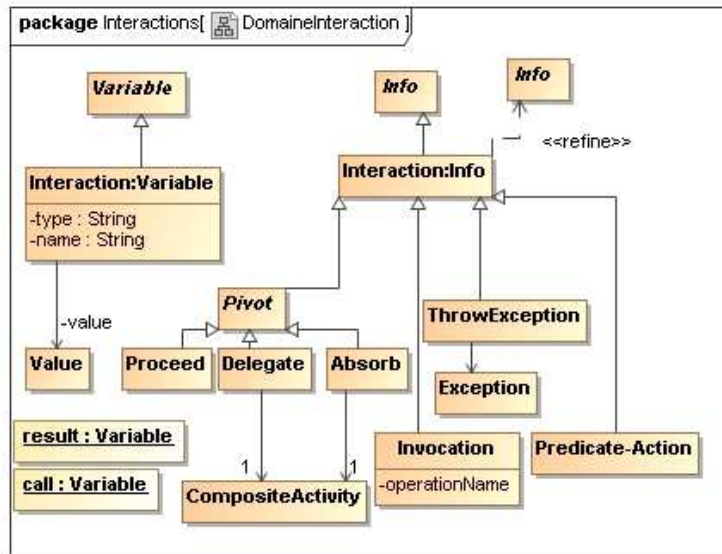 package Interactions[ DomaineInteraction ]
Variable
Info
Info
<<refine>>
Interaction:Variable
-type : String
-name : String
Interaction:Info
-value
Pivot
ThrowException
Value
Proceed
Delegate
Absorb
Exception
result : Variable
call : Variable
1
1
CompositeActivity
Invocation
-operationName
Predicate-Action